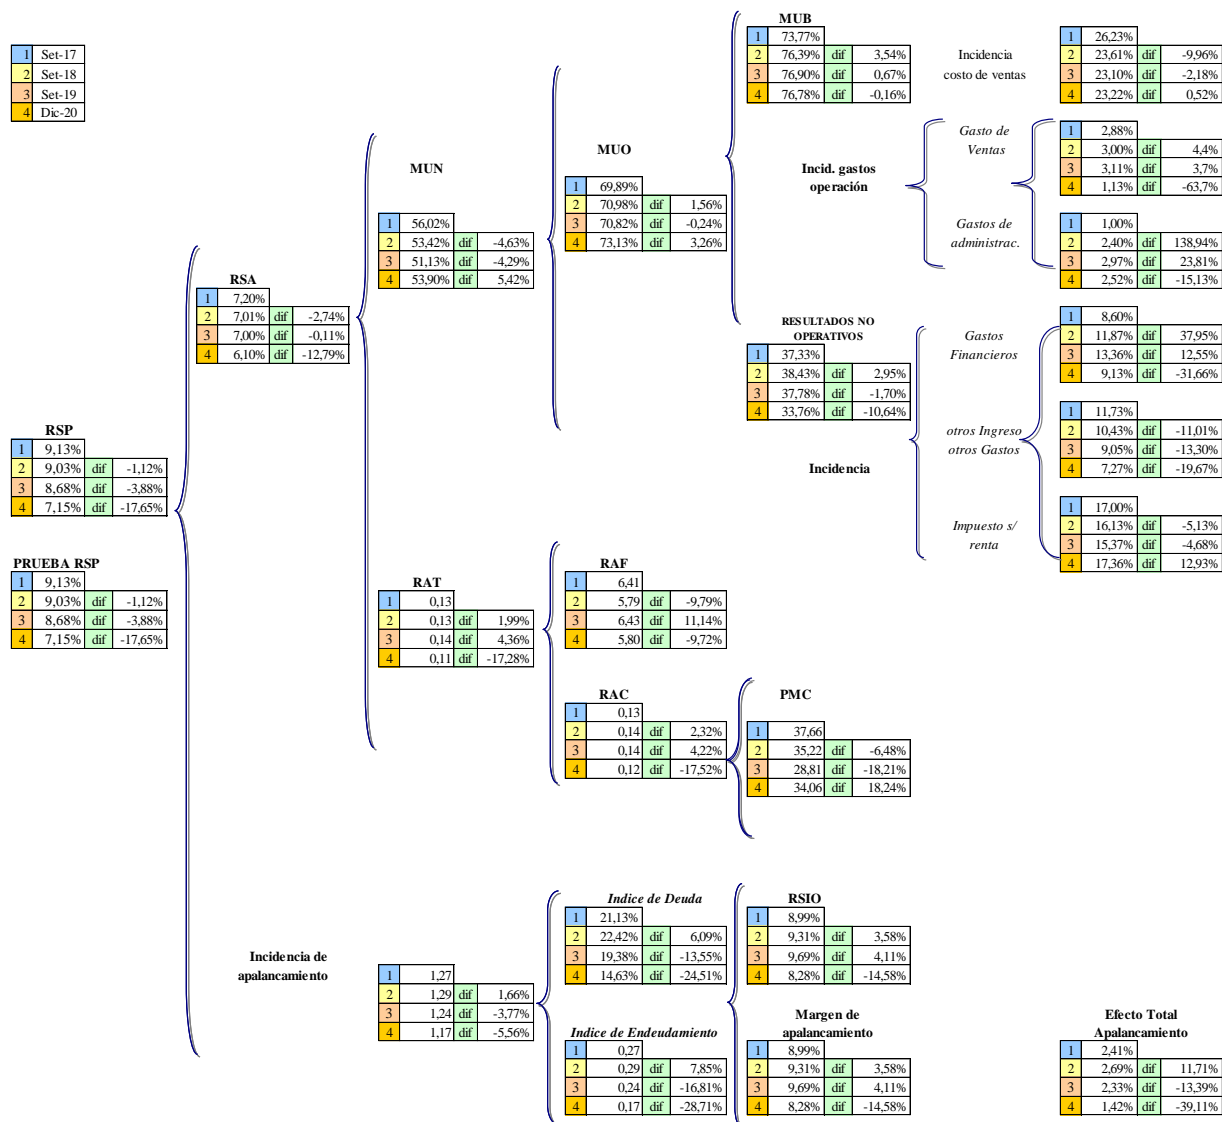 1 Set-17
2 Set-18
3 Set-19
4 Dic-20
RSP
1 9,13%
2 9,03% dif -1,12%
3 8,68% dif -3,88%
4 7,15% dif -17,65%
PRUEBA RSP
1 9,13%
2 9,03% dif -1,12%
3 8,68% dif -3,88%
4 7,15% dif -17,65%
RSA
1 7,20%
2 7,01% dif -2,74%
3 7,00% dif -0,11%
4 6,10% dif -12,79%
Incidencia de
apalancamiento
1 1,27
2 1,29 dif 1,66%
3 1,24 dif -3,77%
4 1,17 dif -5,56%
MUN
1 56,02%
2 53,42% dif -4,63%
3 51,13% dif -4,29%
4 53,90% dif 5,42%
RAT
1 0,13
2 0,13 dif 1,99%
3 0,14 dif 4,36%
4 0,11 dif -17,28%
MUO
1 69,89%
2 70,98% dif 1,56%
3 70,82% dif -0,24%
4 73,13% dif 3,26%
RAF
1 6,41
2 5,79 dif -9,79%
3 6,43 dif 11,14%
4 5,80 dif -9,72%
RAC
1 0,13
2 0,14 dif 2,32%
3 0,14 dif 4,22%
4 0,12 dif -17,52%
Indice de Deuda
1 21,13%
2 22,42% dif 6,09%
3 19,38% dif -13,55%
4 14,63% dif -24,51%
Indice de Endeudamiento
1 0,27
2 0,29 dif 7,85%
3 0,24 dif -16,81%
4 0,17 dif -28,71%
MUB
1 73,77%
2 76,39% dif 3,54%
3 76,90% dif 0,67%
4 76,78% dif -0,16%
Incid. gastos
operación
RESULTADOS NO
OPERATIVOS
1 37,33%
2 38,43% dif 2,95%
3 37,78% dif -1,70%
4 33,76% dif -10,64%
Incidencia
PMC
1 37,66
2 35,22 dif -6,48%
3 28,81 dif -18,21%
4 34,06 dif 18,24%
RSIO
1 8,99%
2 9,31% dif 3,58%
3 9,69% dif 4,11%
4 8,28% dif -14,58%
Margen de
apalancamiento
1 8,99%
2 9,31% dif 3,58%
3 9,69% dif 4,11%
4 8,28% dif -14,58%
Incidencia
costo de ventas
1 26,23%
2 23,61% dif -9,96%
3 23,10% dif -2,18%
4 23,22% dif 0,52%
Gasto de
Ventas
1 2,88%
2 3,00% dif 4,4%
3 3,11% dif 3,7%
4 1,13% dif -63,7%
Gastos de
administrac.
1 1,00%
2 2,40% dif 138,94%
3 2,97% dif 23,81%
4 2,52% dif -15,13%
Gastos
Financieros
1 8,60%
2 11,87% dif 37,95%
3 13,36% dif 12,55%
4 9,13% dif -31,66%
otros Ingreso
otros Gastos
1 11,73%
2 10,43% dif -11,01%
3 9,05% dif -13,30%
4 7,27% dif -19,67%
Impuesto s/
renta
1 17,00%
2 16,13% dif -5,13%
3 15,37% dif -4,68%
4 17,36% dif 12,93%
Efecto Total
Apalancamiento
1 2,41%
2 2,69% dif 11,71%
3 2,33% dif -13,39%
4 1,42% dif -39,11%